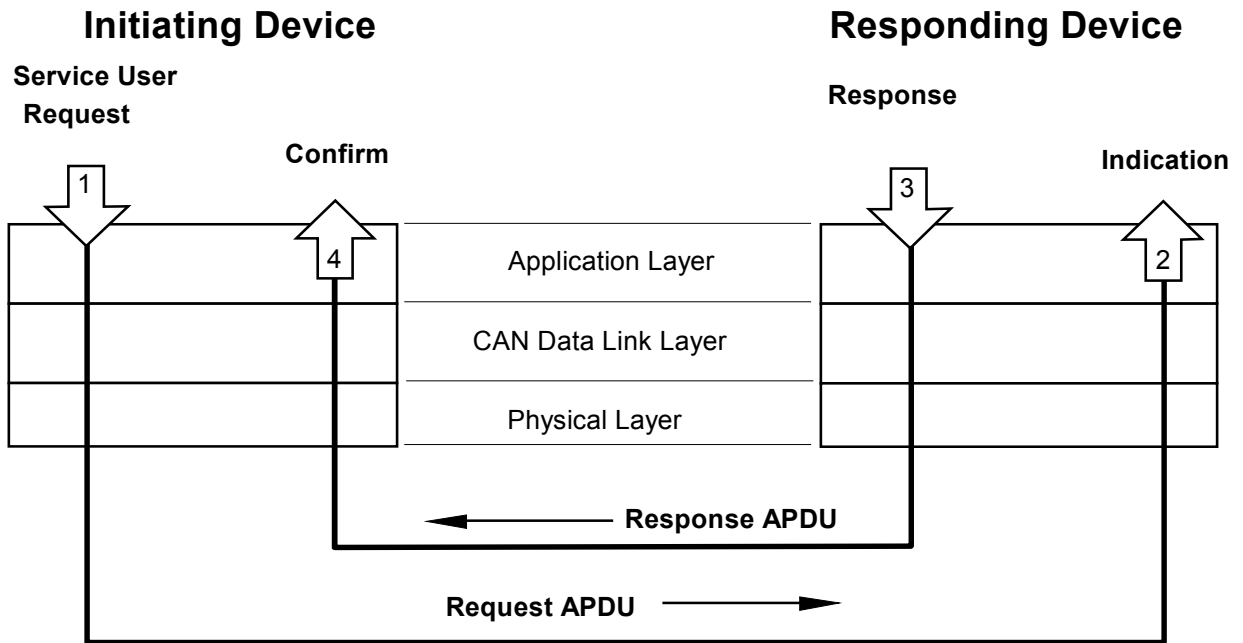 Initiating Device
Responding Device
Service User
Request
Response
Confirm
Indication
1
3
4
2
Application Layer
CAN Data Link Layer
Physical Layer
Response APDU
Request APDU